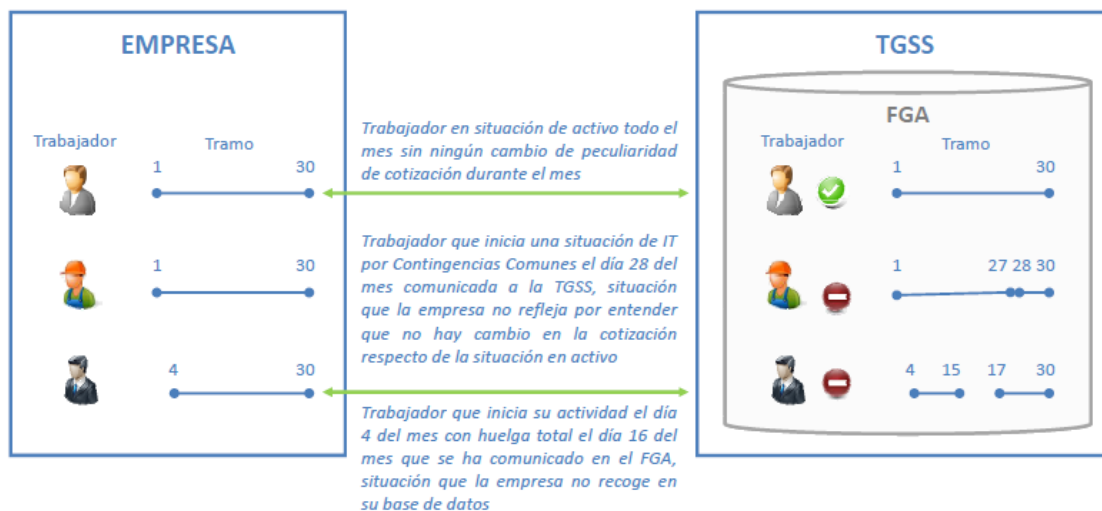 EMPRESA
Trabajador
Tramo
1
30
1
30
4
30
Trabajador en situación de activo todo el
mes sin ningún cambio de peculiaridad
de cotización durante el mes
Trabajador que inicia una situación de IT
por Contingencias Comunes el día 28 del
mes comunicada a la TGSS, situación
que la empresa no refleja por entender
que no hay cambio en la cotización
respecto de la situación en activo
Trabajador que inicia su actividad el día
4 del mes con huelga total el día 16 del
mes que se ha comunicado en el FGA,
situación que la empresa no recoge en
su base de datos
TGSS
FGA
Trabajador
Tramo
1
30
1
27 28 30
4
15
17
30